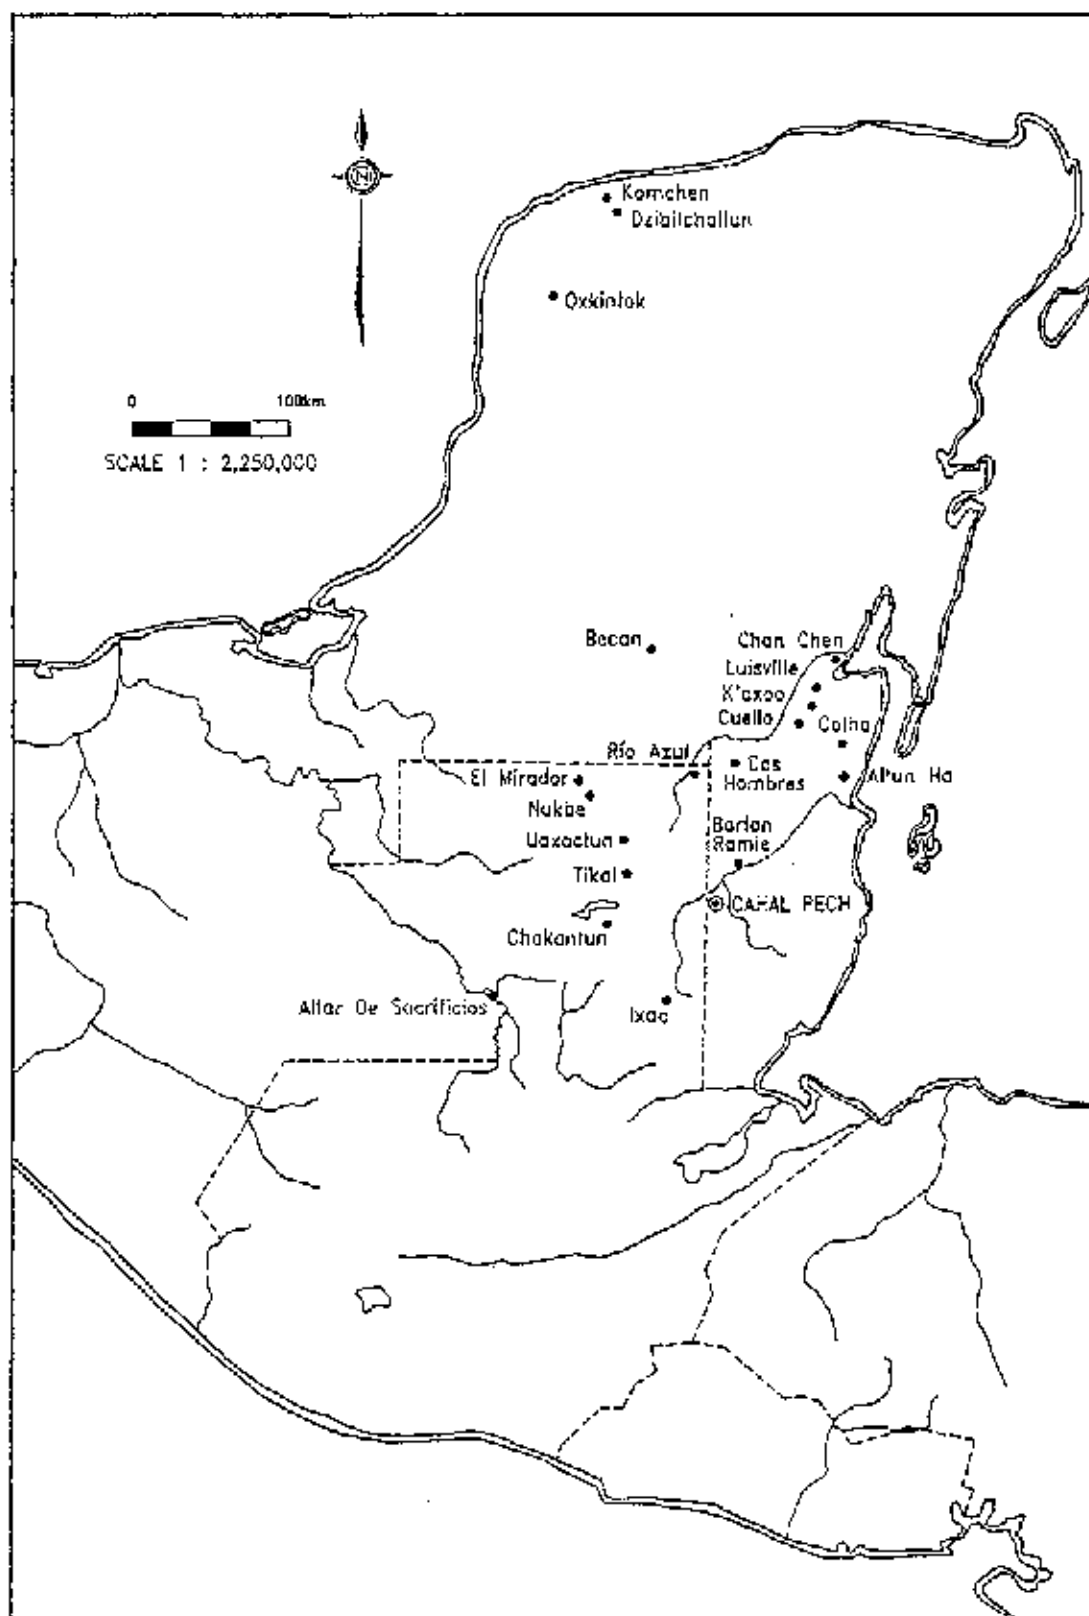 N
Komchen
Dzibilchaltun
Oxkintok
0 100km
SCALE 1 : 2,250,000
Becan
Chan Chen
Luisville
K'axob
Cuello
Colha
Río Azul
Dos
Hombres
Altun Ha
El Mirador
Nakbe
Uaxactun
Barton
Ramie
Tikal
CAHAL PECH
Chakantun
Altar De Sacrificios
Ixac